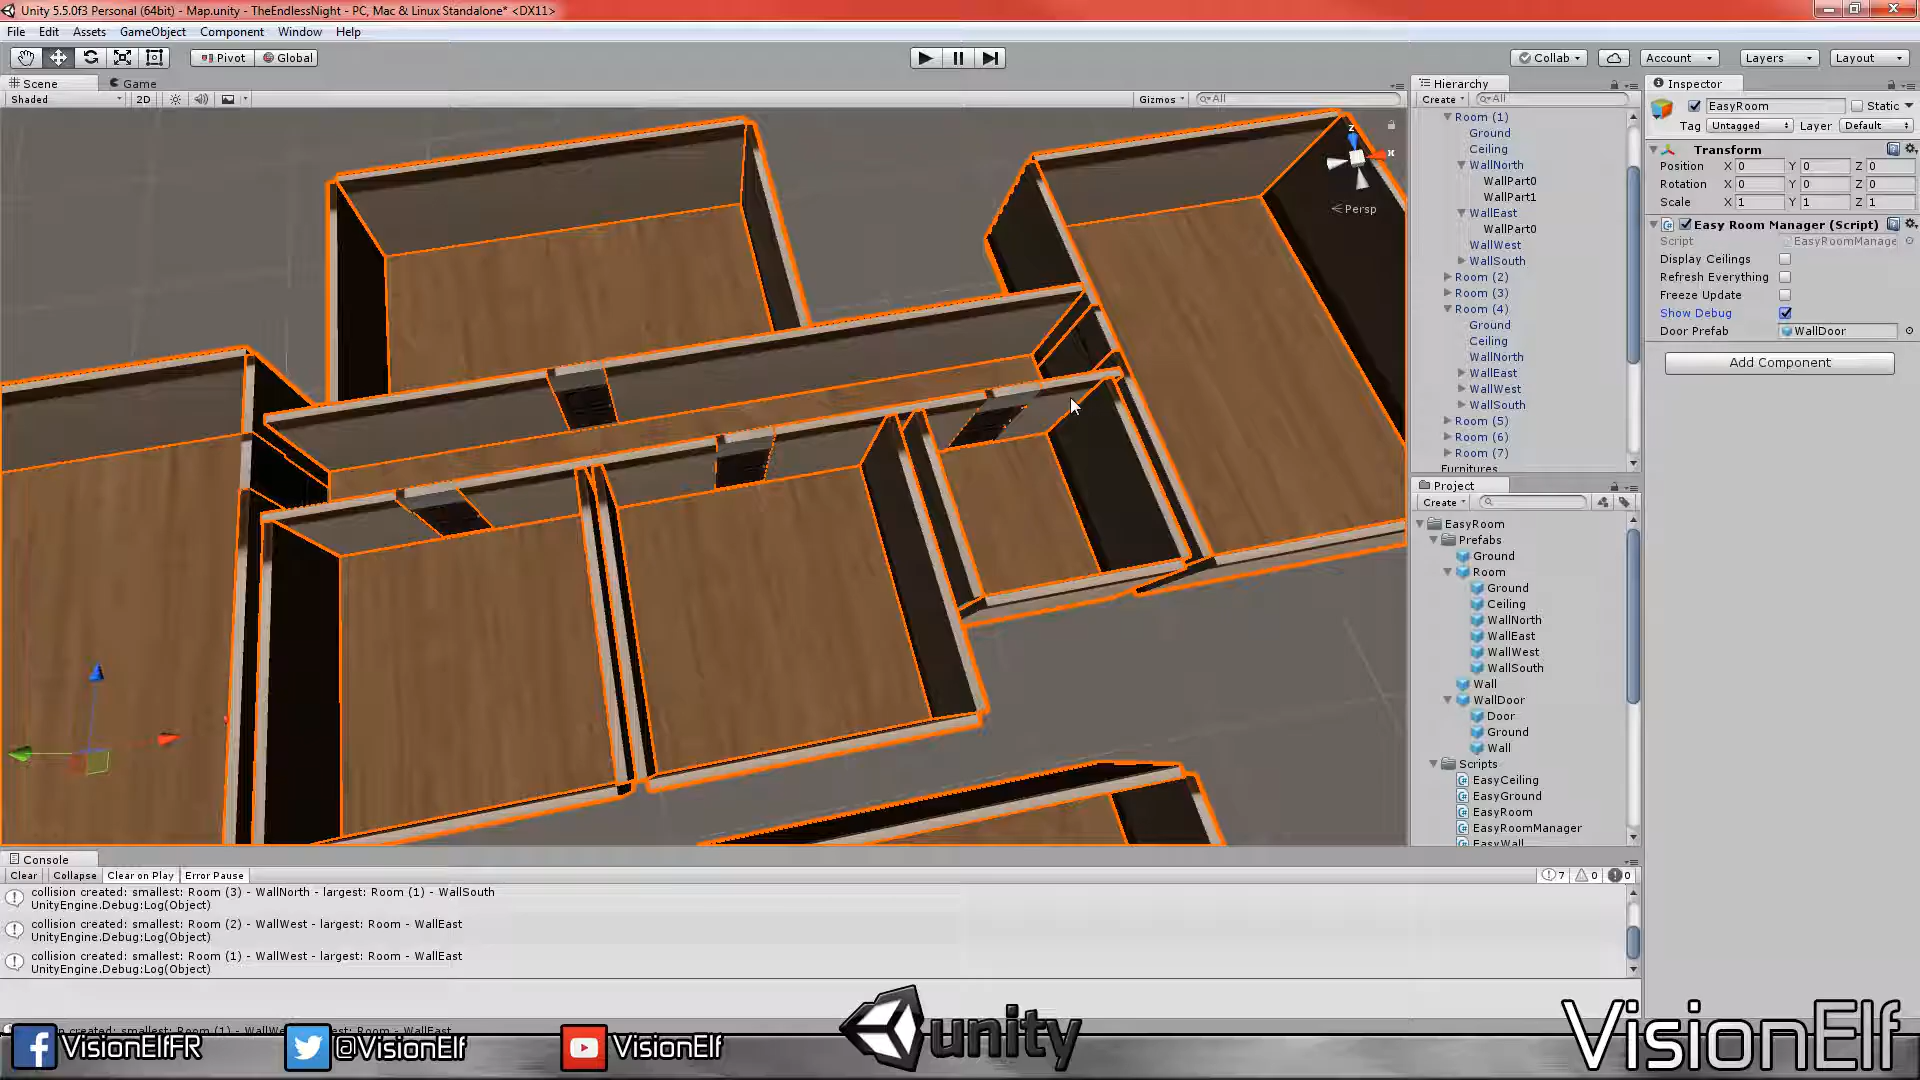 Unity 5.5.0f3 Personal (64bit) - Map.unity - TheEndlessNight - PC, Mac & Linux Standalone* <DX11>
File Edit Assets GameObject Component Window Help
Pivot Global Collab Account Layers Layout
Scene Game
Shaded 2D Gizmos All
Persp
z
x
Hierarchy
Create All
Room (1)
Ground
Ceiling
WallNorth
WallPart0
WallPart1
WallEast
WallPart0
WallWest
WallSouth
Room (2)
Room (3)
Room (4)
Ground
Ceiling
WallNorth
WallEast
WallWest
WallSouth
Room (5)
Room (6)
Room (7)
Furnitures
Inspector
EasyRoom Static
Tag Untagged Layer Default
Transform
Position X 0 Y 0 Z 0
Rotation X 0 Y 0 Z 0
Scale X 1 Y 1 Z 1
Easy Room Manager (Script)
Script EasyRoomManage
Display Ceilings
Refresh Everything
Freeze Update
Show Debug
Door Prefab WallDoor
Add Component
Project
Create
EasyRoom
Prefabs
Ground
Room
Ground
Ceiling
WallNorth
WallEast
WallWest
WallSouth
Wall
WallDoor
Door
Ground
Wall
Scripts
EasyCeiling
EasyGround
EasyRoom
EasyRoomManager
EasyWall
Console
Clear Collapse Clear on Play Error Pause 7 0 0
collision created: smallest: Room (3) - WallNorth - largest: Room (1) - WallSouth
UnityEngine.Debug:Log(Object)
collision created: smallest: Room (2) - WallWest - largest: Room - WallEast
UnityEngine.Debug:Log(Object)
collision created: smallest: Room (1) - WallWest - largest: Room - WallEast
UnityEngine.Debug:Log(Object)
VisionElfFR @VisionElf VisionElf unity VisionElf